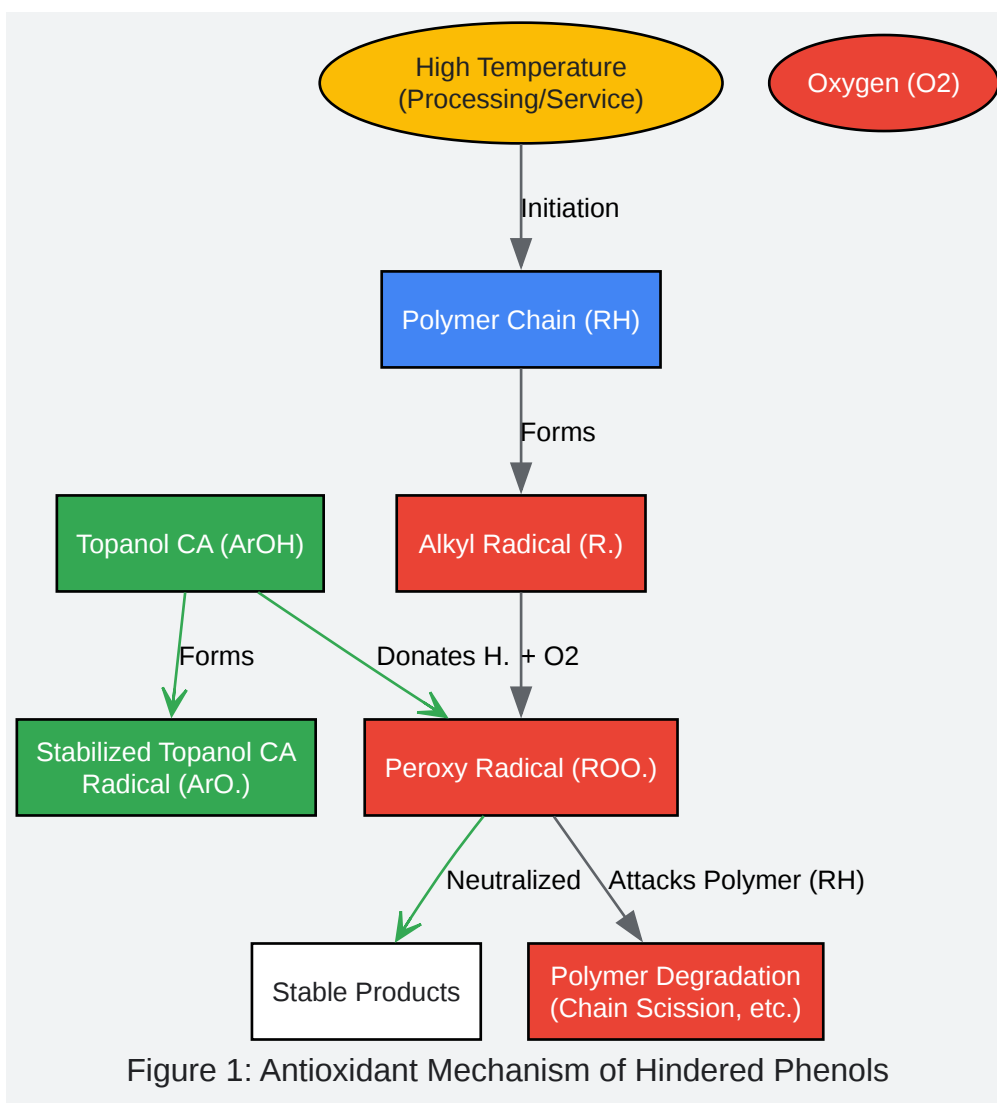 High Temperature
(Processing/Service)
Oxygen (O2)
Initiation
Polymer Chain (RH)
Forms
Topanol CA (ArOH)
Alkyl Radical (R.)
Forms
Donates H.
+ O2
Stabilized Topanol CA
Radical (ArO.)
Peroxy Radical (ROO.)
Neutralized
Attacks Polymer (RH)
Stable Products
Polymer Degradation
(Chain Scission, etc.)
Figure 1: Antioxidant Mechanism of Hindered Phenols